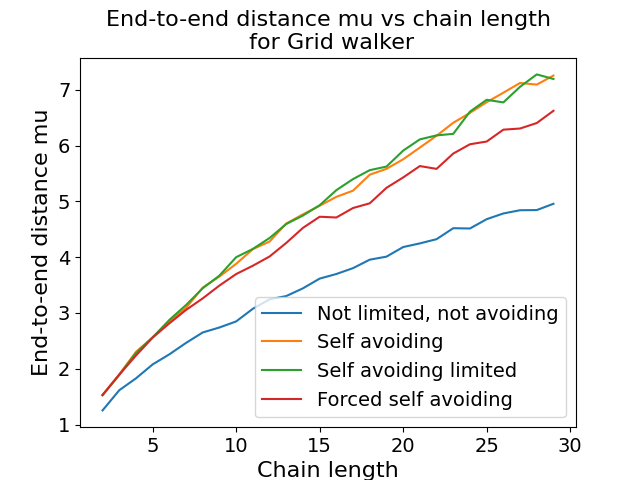 End-to-end distance mu vs chain length
for Grid walker
End-to-end distance mu
7
6
5
4
3
2
1
Not limited, not avoiding
Self avoiding
Self avoiding limited
Forced self avoiding
5 10 15 20 25 30
Chain length